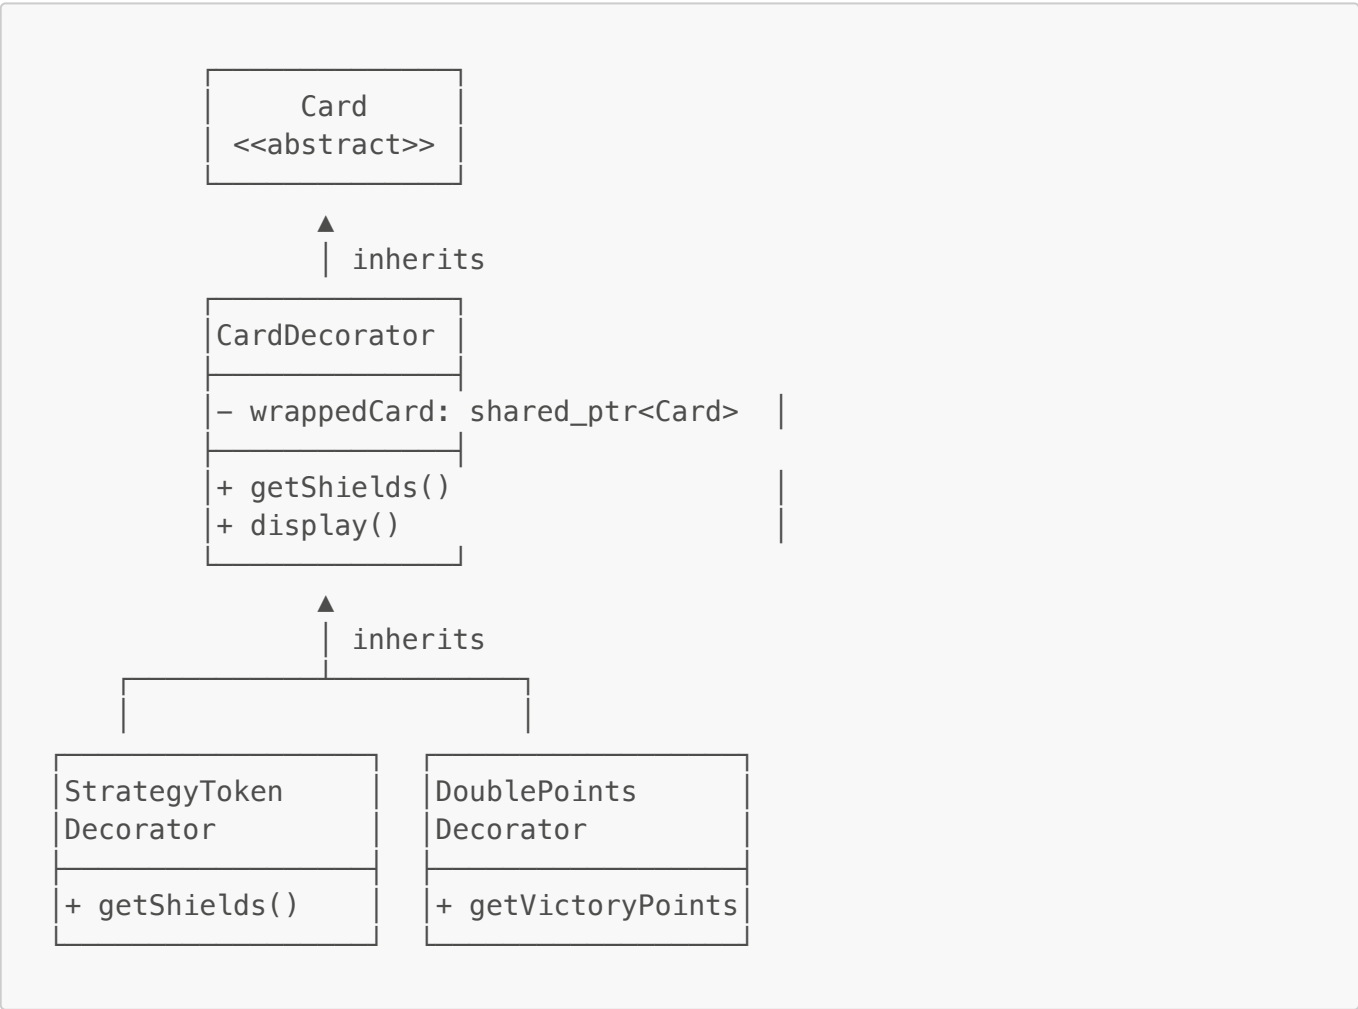 Card
<<abstract>>
inherits
CardDecorator
- wrappedCard: shared_ptr<Card>
+ getShields()
+ display()
inherits
StrategyToken
Decorator
+ getShields()
DoublePoints
Decorator
+ getVictoryPoints